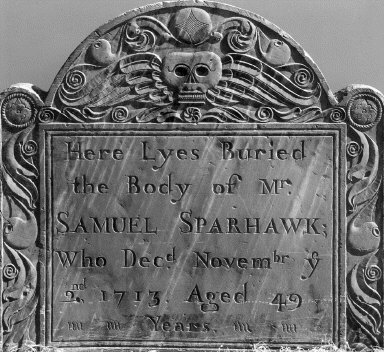 Here Lyes Buried
the Body of Mr.
SAMUEL SPARHAWK;
Who Decd. Novembr ye
2nd. 1713. Aged 49
Years.